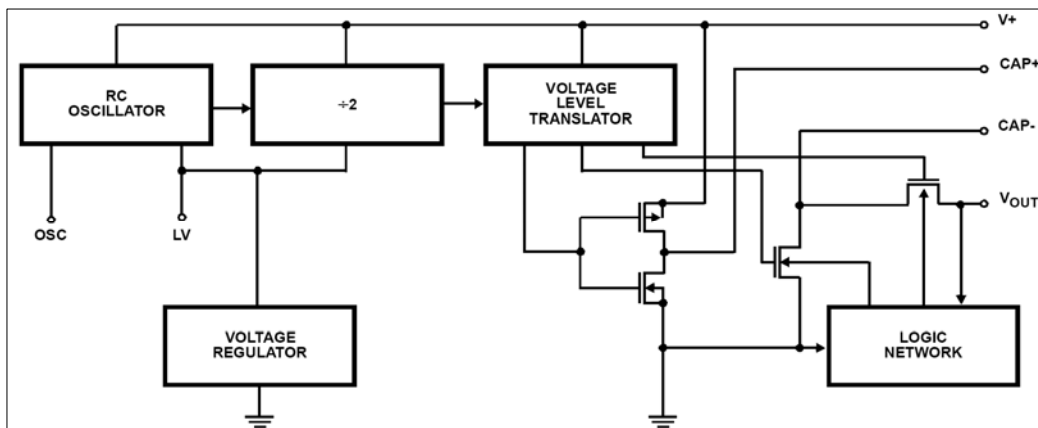 V+
CAP+
RC
OSCILLATOR
÷2
VOLTAGE
LEVEL
TRANSLATOR
CAP-
VOUT
OSC
LV
VOLTAGE
REGULATOR
LOGIC
NETWORK